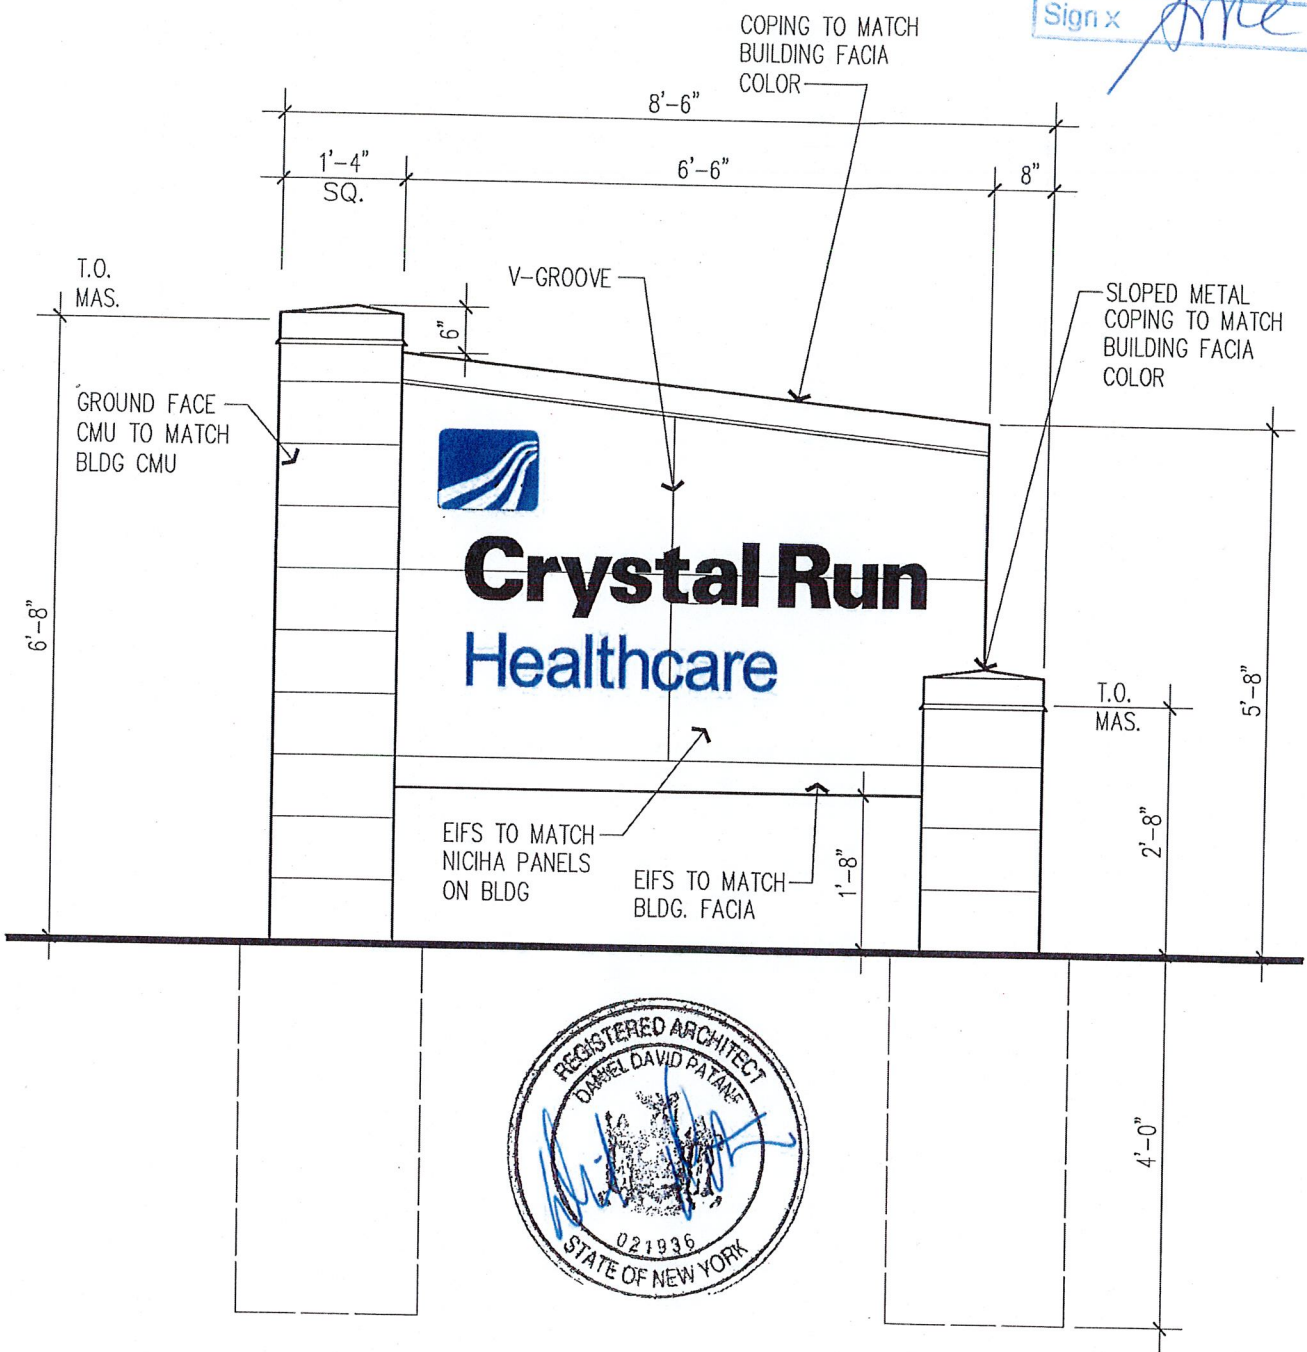 Sign x
COPING TO MATCH
BUILDING FACIA
COLOR
8'-6"
1'-4"
SQ.
6'-6"
8"
T.O.
MAS.
V-GROOVE
6"
SLOPED METAL
COPING TO MATCH
BUILDING FACIA
COLOR
GROUND FACE
CMU TO MATCH
BLDG CMU
Crystal Run
Healthcare
6'-8"
5'-8"
T.O.
MAS.
2'-8"
1'-8"
EIFS TO MATCH
NICIHA PANELS
ON BLDG
EIFS TO MATCH
BLDG. FACIA
4'-0"
REGISTERED ARCHITECT
DANIEL DAVID PATANE
021936
STATE OF NEW YORK